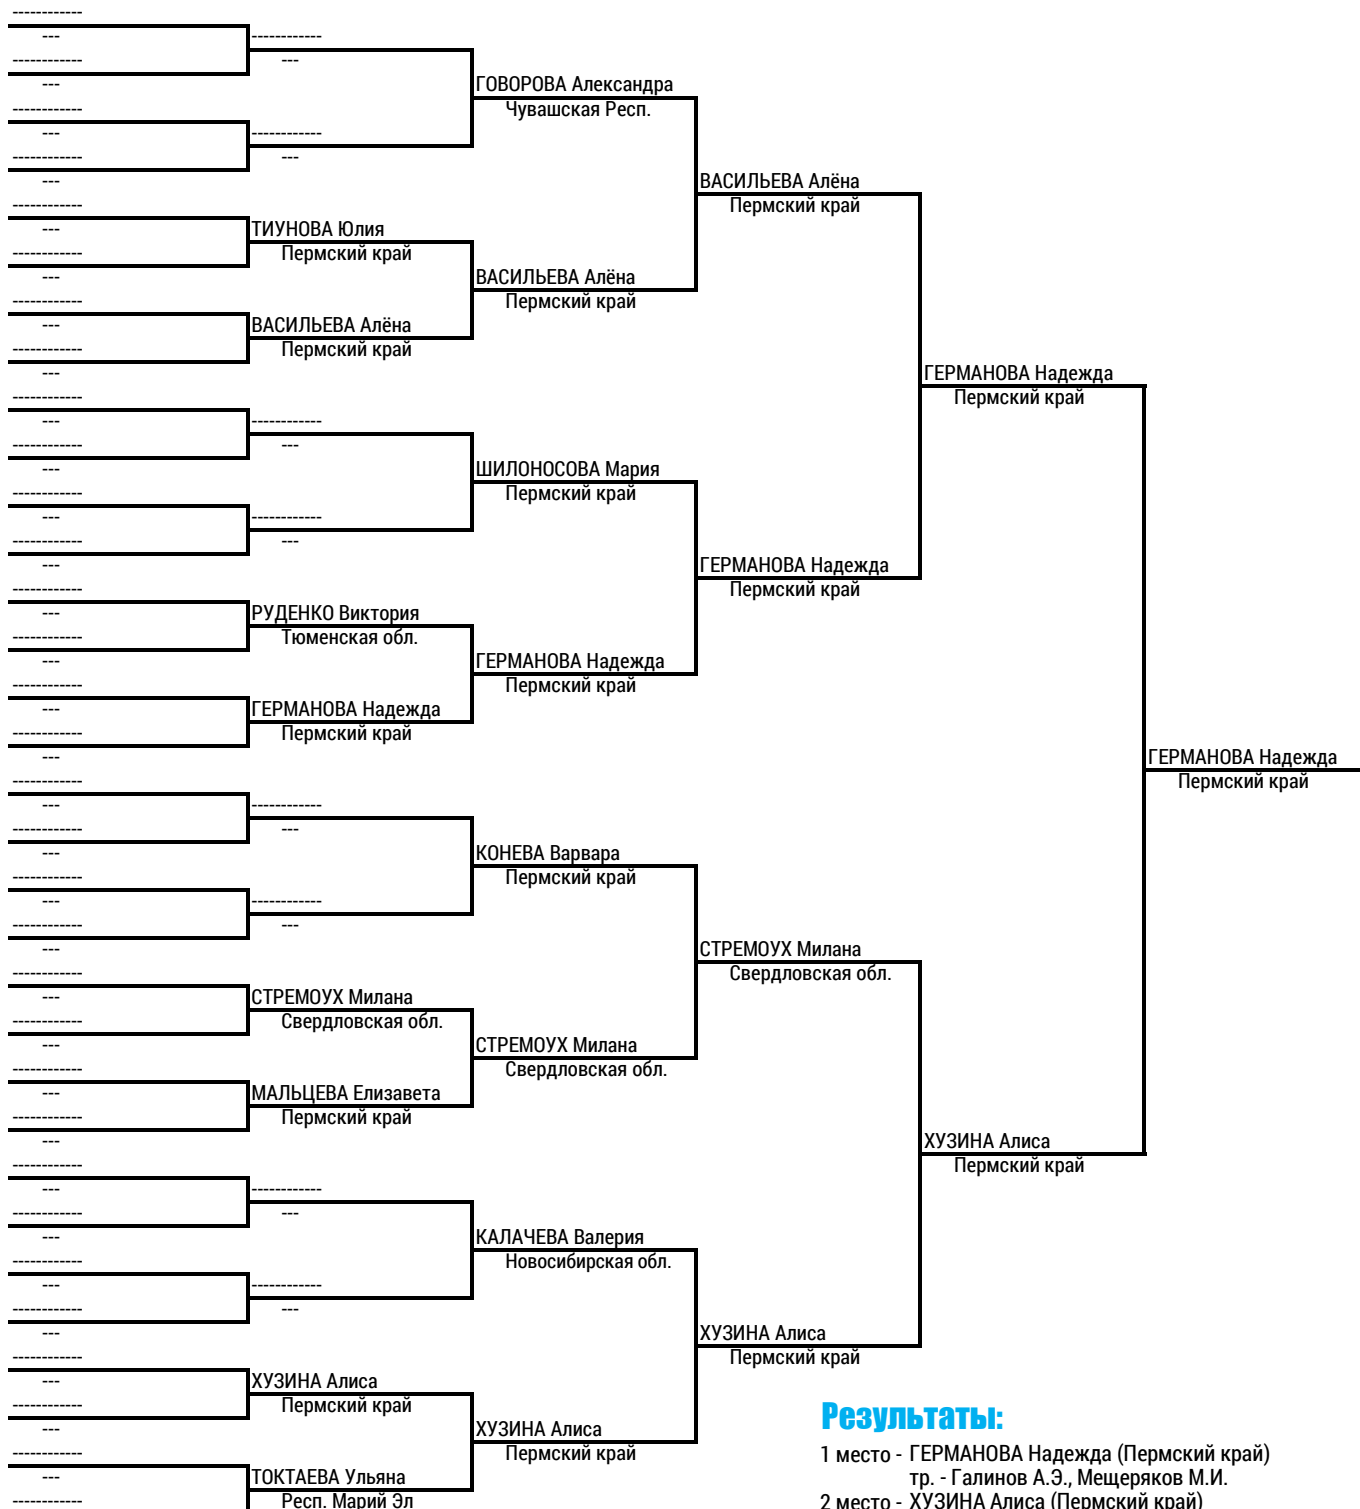 ГОВОРОВА Александра
Чувашская Респ.
ВАСИЛЬЕВА Алёна
Пермский край
ТИУНОВА Юлия
Пермский край
ВАСИЛЬЕВА Алёна
Пермский край
ВАСИЛЬЕВА Алёна
Пермский край
ГЕРМАНОВА Надежда
Пермский край
ШИЛОНОСОВА Мария
Пермский край
ГЕРМАНОВА Надежда
Пермский край
РУДЕНКО Виктория
Тюменская обл.
ГЕРМАНОВА Надежда
Пермский край
ГЕРМАНОВА Надежда
Пермский край
ГЕРМАНОВА Надежда
Пермский край
КОНЕВА Варвара
Пермский край
СТРЕМОУХ Милана
Свердловская обл.
СТРЕМОУХ Милана
Свердловская обл.
СТРЕМОУХ Милана
Свердловская обл.
МАЛЬЦЕВА Елизавета
Пермский край
ХУЗИНА Алиса
Пермский край
КАЛАЧЕВА Валерия
Новосибирская обл.
ХУЗИНА Алиса
Пермский край
ХУЗИНА Алиса
Пермский край
ХУЗИНА Алиса
Пермский край
ТОКТАЕВА Ульяна
Респ. Марий Эл
Результаты:
1 место - ГЕРМАНОВА Надежда (Пермский край)
тр. - Галинов А.Э., Мещеряков М.И.
2 место - ХУЗИНА Алиса (Пермский край)